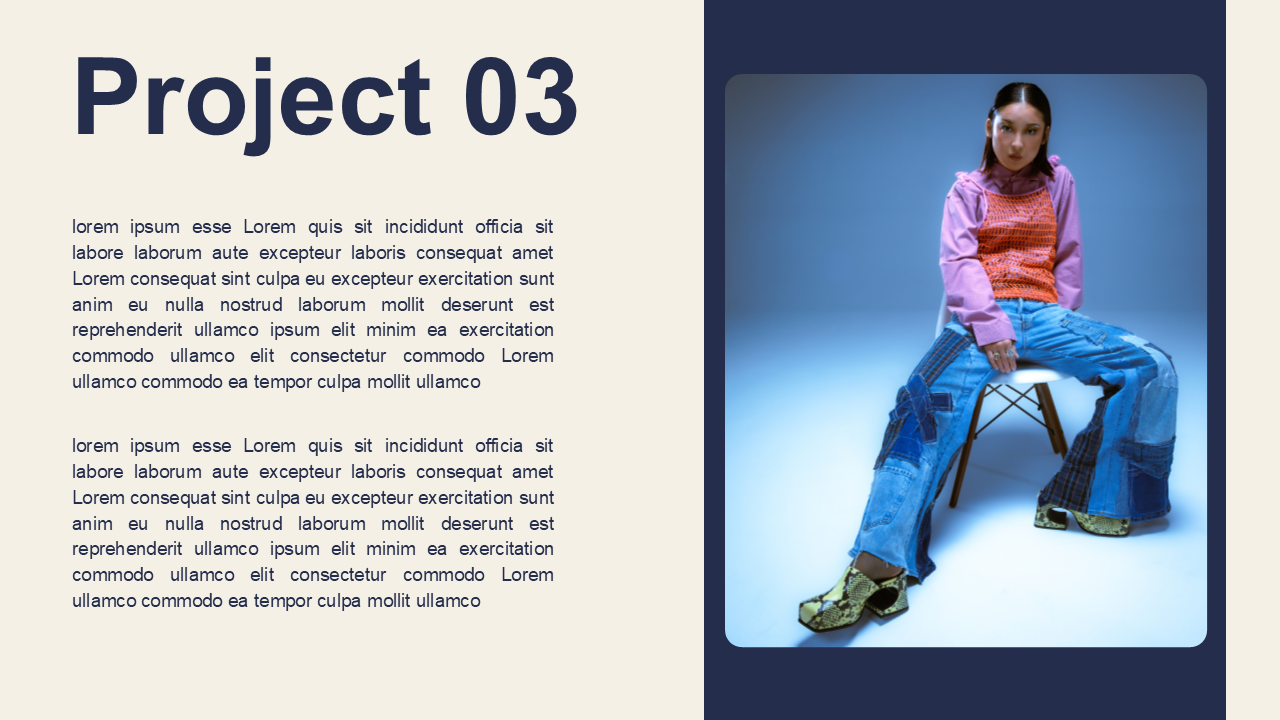 Project 03
lorem ipsum esse Lorem quis sit incididunt officia sit
labore laborum aute excepteur laboris consequat amet
Lorem consequat sint culpa eu excepteur exercitation sunt
anim eu nulla nostrud laborum mollit deserunt est
reprehenderit ullamco ipsum elit minim ea exercitation
commodo ullamco elit consectetur commodo Lorem
ullamco commodo ea tempor culpa mollit ullamco
lorem ipsum esse Lorem quis sit incididunt officia sit
labore laborum aute excepteur laboris consequat amet
Lorem consequat sint culpa eu excepteur exercitation sunt
anim eu nulla nostrud laborum mollit deserunt est
reprehenderit ullamco ipsum elit minim ea exercitation
commodo ullamco elit consectetur commodo Lorem
ullamco commodo ea tempor culpa mollit ullamco